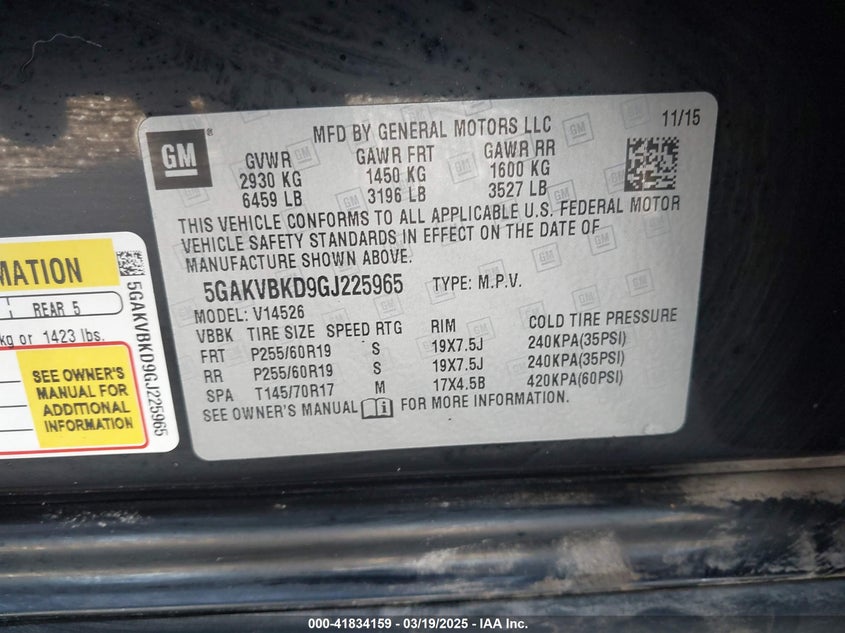 MFD BY GENERAL MOTORS LLC 11/15
GM
GVWR GAWR FRT GAWR RR
2930 KG 1450 KG 1600 KG
6459 LB 3196 LB 3527 LB
THIS VEHICLE CONFORMS TO ALL APPLICABLE U.S. FEDERAL MOTOR
VEHICLE SAFETY STANDARDS IN EFFECT ON THE DATE OF
MANUFACTURE SHOWN ABOVE.
5GAKVBKD9GJ225965 TYPE: M.P.V.
MODEL: V14526
VBBK TIRE SIZE SPEED RTG RIM COLD TIRE PRESSURE
FRT P255/60R19 S 19X7.5J 240KPA(35PSI)
RR P255/60R19 S 19X7.5J 240KPA(35PSI)
SPA T145/70R17 M 17X4.5B 420KPA(60PSI)
SEE OWNER'S MANUAL FOR MORE INFORMATION.
REAR 5
kg or 1423 lbs.
SEE OWNER'S
MANUAL FOR
ADDITIONAL
INFORMATION
5GAKVBKD9GJ225965
000-41834159 - 03/19/2025 - IAA Inc.